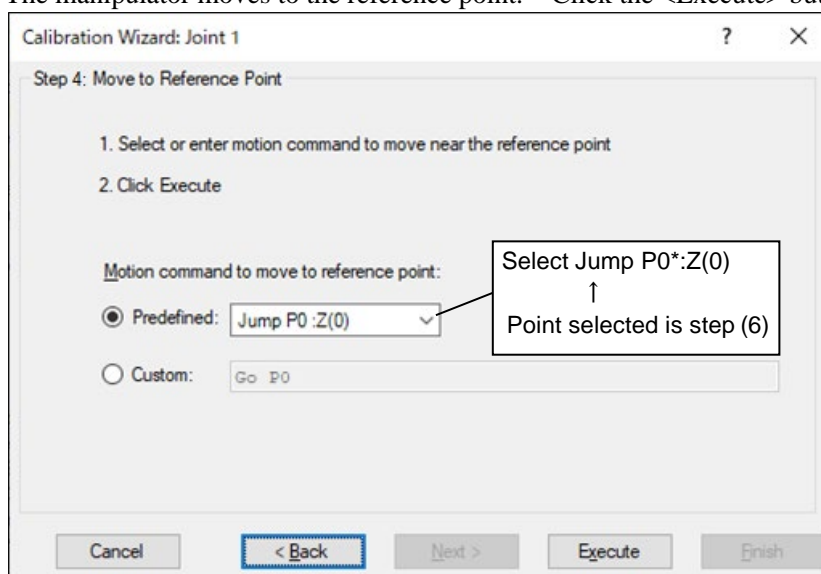 The manipulator moves to the reference point. Click the <Execute> but
Calibration Wizard: Joint 1 ? ×
Step 4: Move to Reference Point
1. Select or enter motion command to move near the reference point
2. Click Execute
Motion command to move to reference point:
Select Jump P0*:Z(0)
↑
Point selected is step (6)
Predefined: Jump P0 :Z(0)
Custom: Go P0
Cancel < Back Next > Execute Finish